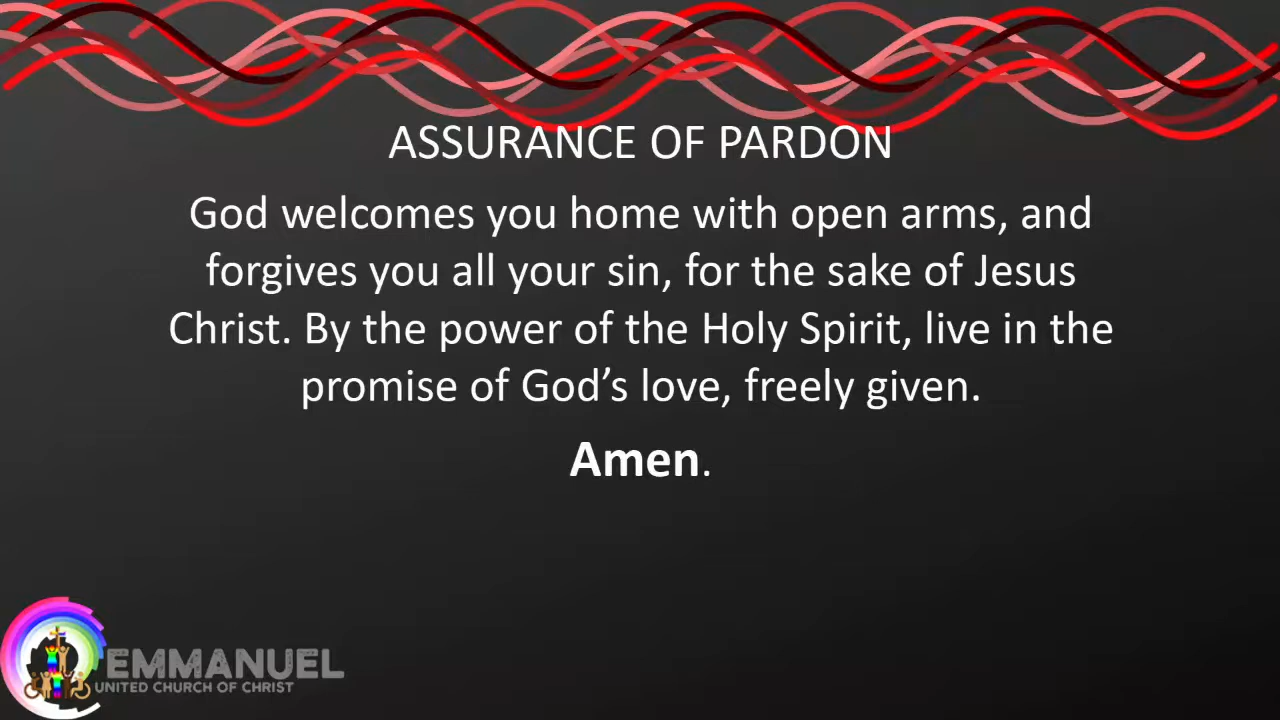 ASSURANCE OF PARDON
God welcomes you home with open arms, and
forgives you all your sin, for the sake of Jesus
Christ. By the power of the Holy Spirit, live in the
promise of God’s love, freely given.
Amen.
EMMANUEL
UNITED CHURCH OF CHRIST